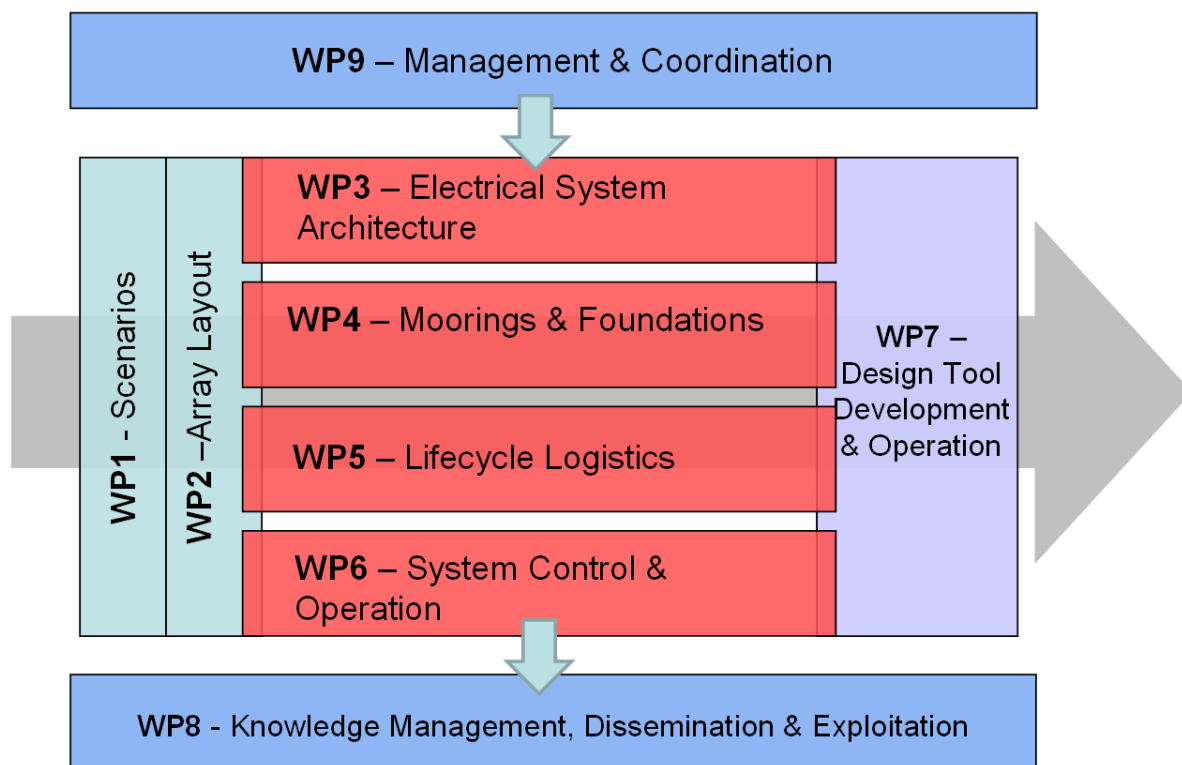 WP9 – Management & Coordination
WP1 - Scenarios
WP2 –Array Layout
WP3 – Electrical System
Architecture
WP4 – Moorings & Foundations
WP5 – Lifecycle Logistics
WP6 – System Control &
Operation
WP7 –
Design Tool
Development
& Operation
WP8 - Knowledge Management, Dissemination & Exploitation